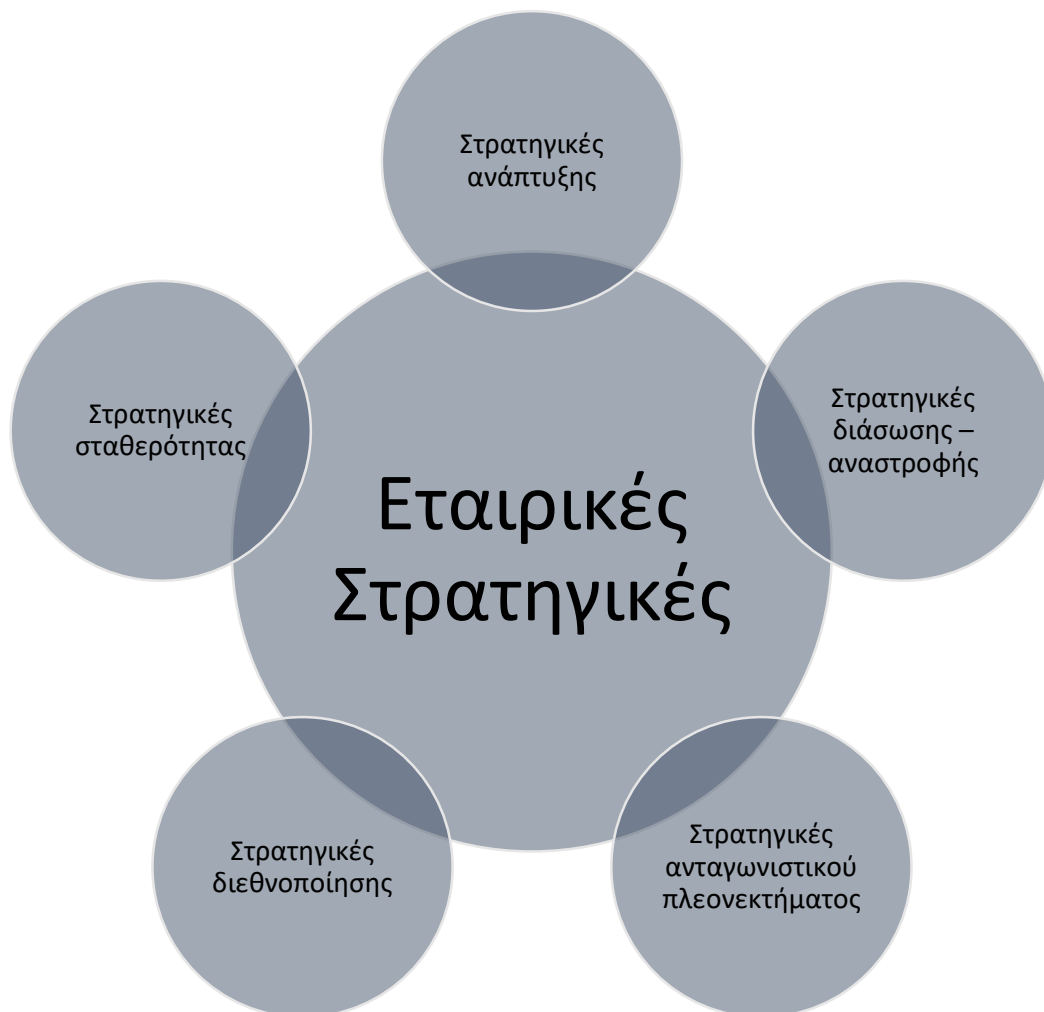 Στρατηγικές
ανάπτυξης
Στρατηγικές
διάσωσης –
αναστροφής
Στρατηγικές
ανταγωνιστικού
πλεονεκτήματος
Στρατηγικές
διεθνοποίησης
Στρατηγικές
σταθερότητας
Εταιρικές
Στρατηγικές